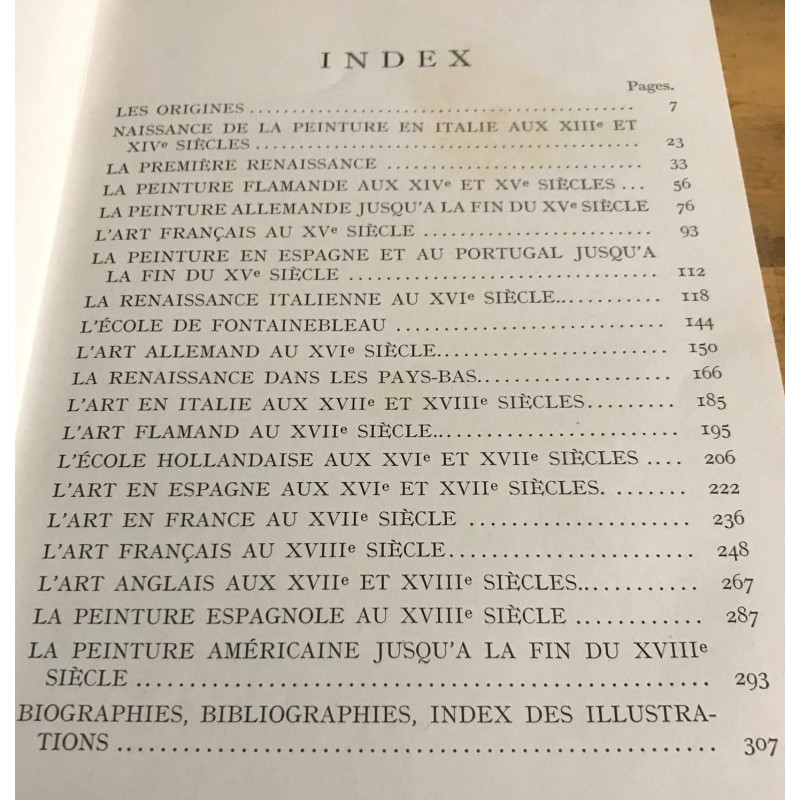 INDEX
Pages.
LES ORIGINES ........................................ 7
NAISSANCE DE LA PEINTURE EN ITALIE AUX XIIIe ET
XIVe SIÈCLES ........................................ 23
LA PREMIÈRE RENAISSANCE ........................ 33
LA PEINTURE FLAMANDE AUX XIVe ET XVe SIÈCLES ... 56
LA PEINTURE ALLEMANDE JUSQU'A LA FIN DU XVe SIÈCLE 76
L'ART FRANÇAIS AU XVe SIÈCLE ..................... 93
LA PEINTURE EN ESPAGNE ET AU PORTUGAL JUSQU'A
LA FIN DU XVe SIÈCLE ............................. 112
LA RENAISSANCE ITALIENNE AU XVIe SIÈCLE........... 118
L'ÉCOLE DE FONTAINEBLEAU ......................... 144
L'ART ALLEMAND AU XVIe SIÈCLE..................... 150
LA RENAISSANCE DANS LES PAYS-BAS.................. 166
L'ART EN ITALIE AUX XVIIe ET XVIIIe SIÈCLES......... 185
L'ART FLAMAND AU XVIIe SIÈCLE..................... 195
L'ÉCOLE HOLLANDAISE AUX XVIe ET XVIIe SIÈCLES .... 206
L'ART EN ESPAGNE AUX XVIe ET XVIIe SIÈCLES. ....... 222
L'ART EN FRANCE AU XVIIe SIÈCLE ................. 236
L'ART FRANÇAIS AU XVIIIe SIÈCLE................... 248
L'ART ANGLAIS AUX XVIIe ET XVIIIe SIÈCLES........... 267
LA PEINTURE ESPAGNOLE AU XVIIIe SIÈCLE ........... 287
LA PEINTURE AMÉRICAINE JUSQU'A LA FIN DU XVIIIe
SIÈCLE .......................................... 293
BIOGRAPHIES, BIBLIOGRAPHIES, INDEX DES ILLUSTRA-
TIONS ........................................... 307